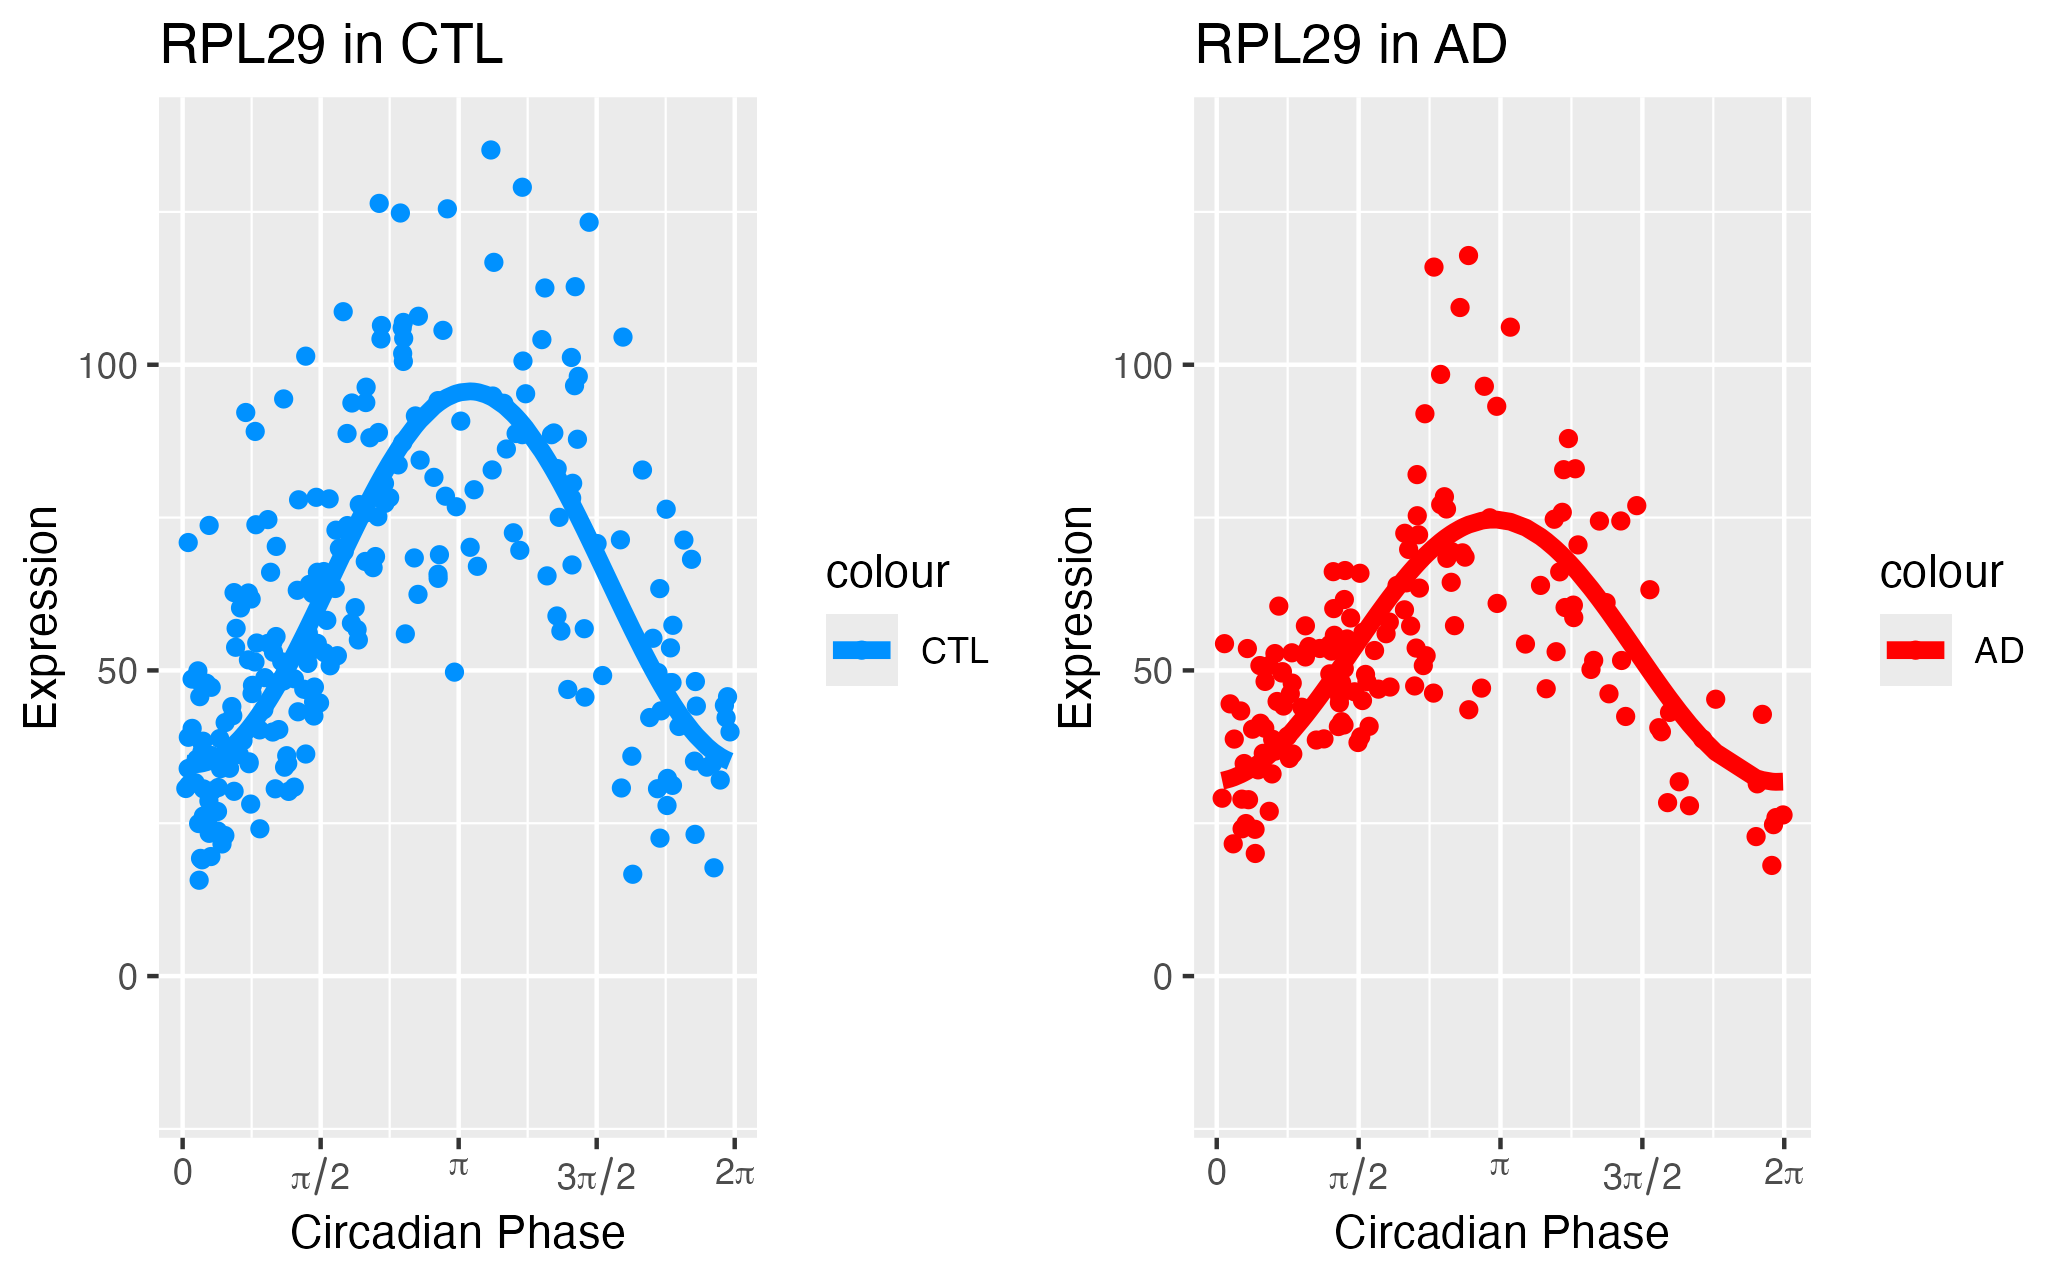 RPL29 in CTL
Expression
100
50
0
0
π/2
π
3π/2
2π
Circadian Phase
colour
CTL
RPL29 in AD
Expression
100
50
0
0
π/2
π
3π/2
2π
Circadian Phase
colour
AD